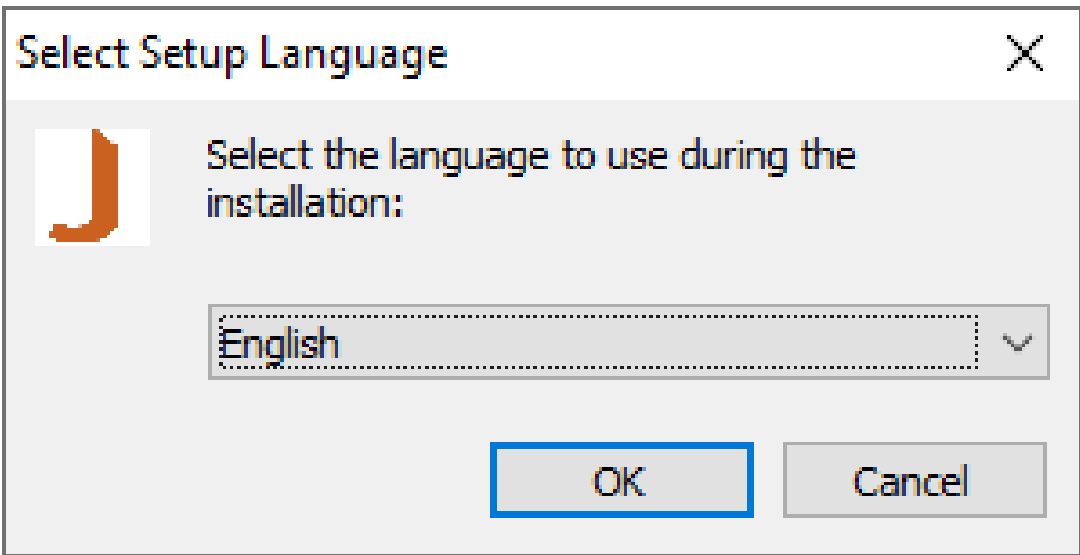 Select Setup Language
J
Select the language to use during the
installation:
English
OK
Cancel